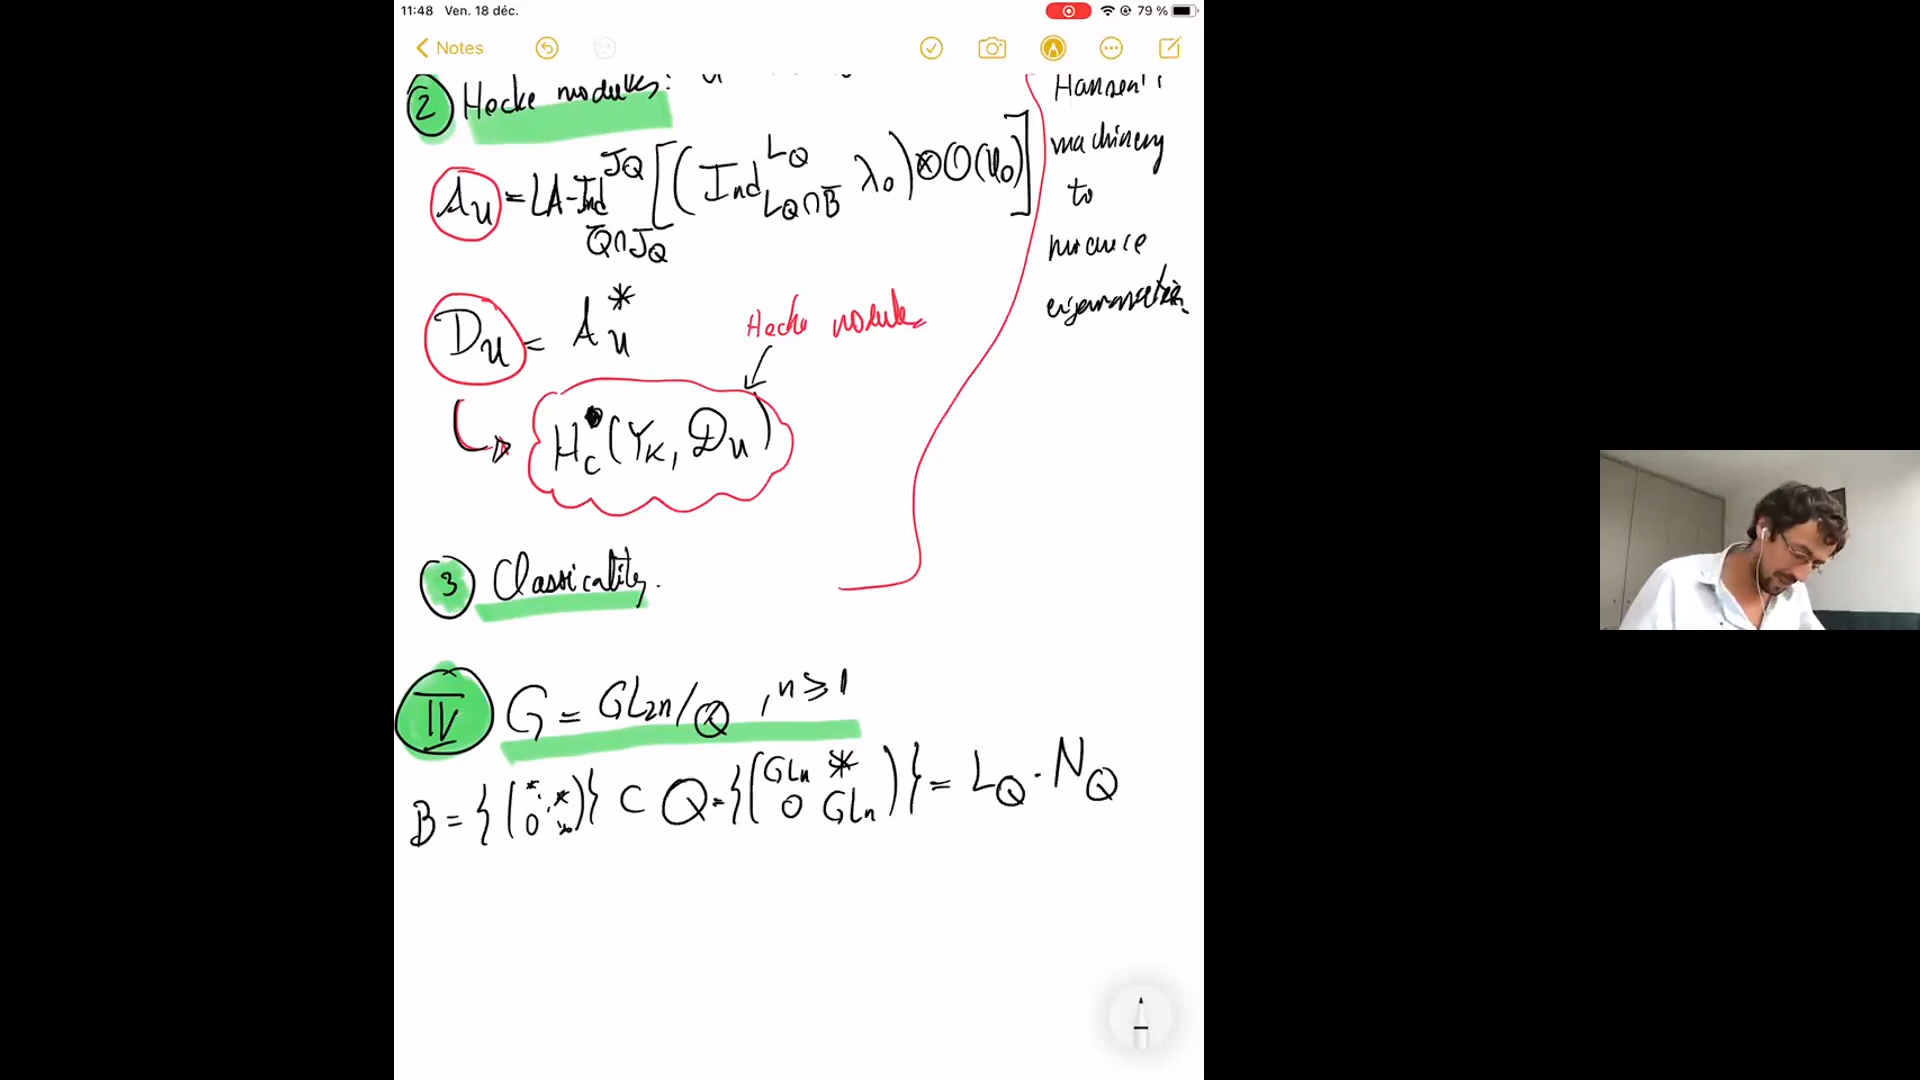 11:48 Ven. 18 déc.
79 %
Notes
② Hecke modules:
A_U = LA-Ind_{Q̄∩J_Q}^{J_Q} [(Ind_{L_Q∩B̄}^{L_Q} λ_0) ⊗ O(U_0)]
D_U = A_U^*
Hecke module
H_c^•(Y_K, D_U)
③ Classicality.
Hansen's
machinery
to
produce
IV G = GL_{2n}/Q, n ≥ 1
B = {(* * 0 *)} ⊂ Q = {(GL_n * 0 GL_n)} = L_Q · N_Q